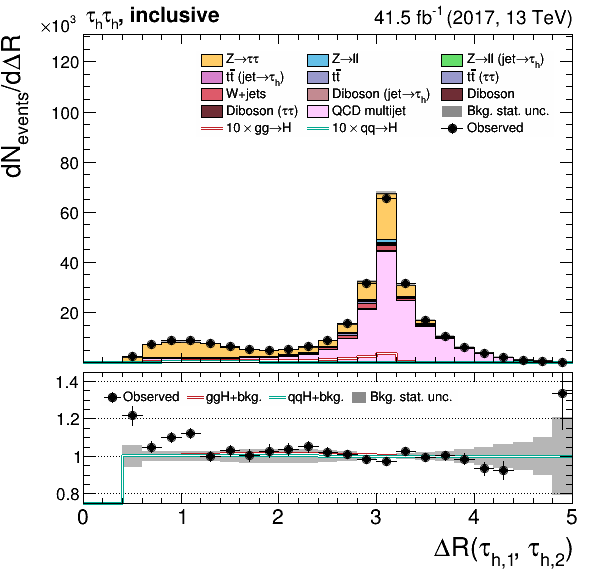 ×10³ τₕτₕ, inclusive 41.5 fb⁻¹ (2017, 13 TeV)
dN_events/dΔR
Z→ττ Z→ll Z→ll (jet→τₕ)
tt̄ (jet→τₕ) tt̄ tt̄ (ττ)
W+jets Diboson (jet→τₕ) Diboson
Diboson (ττ) QCD multijet Bkg. stat. unc.
10 × gg→H 10 × qq→H Observed
120
100
80
60
40
20
1.4
Observed ggH+bkg. qqH+bkg. Bkg. stat. unc.
1.2
1
0.8
0 1 2 3 4 5
ΔR(τ_h,1, τ_h,2)